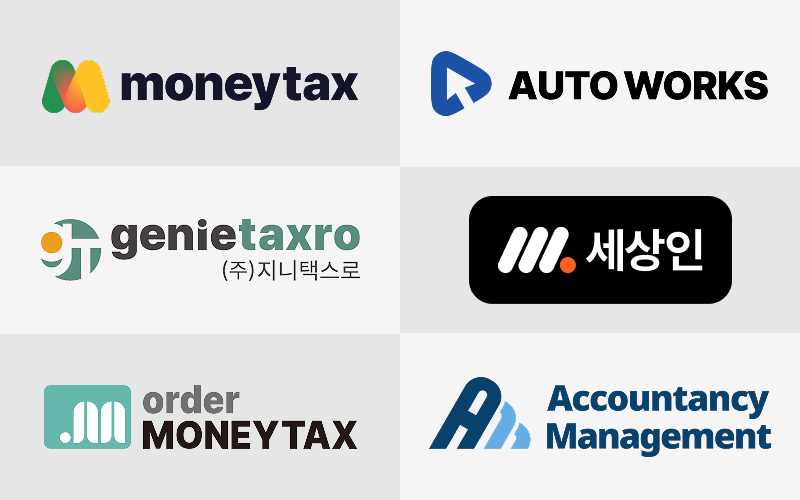 moneytax
AUTO WORKS
genietaxro
(주)지니택스로
세상인
order
MONEYTAX
Accountancy
Management